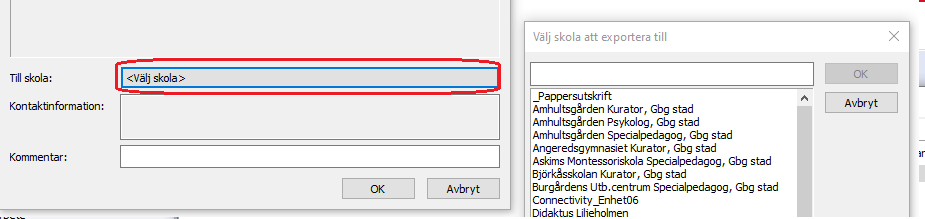 Till skola:
<Välj skola>
Kontaktinformation:
Kommentar:
OK
Avbryt
Välj skola att exportera till
OK
Avbryt
_Pappersutskrift
Amhultsgården Kurator, Gbg stad
Amhultsgården Psykolog, Gbg stad
Amhultsgården Specialpedagog, Gbg stad
Angeredsgymnasiet Kurator, Gbg stad
Askims Montessoriskola Specialpedagog, Gbg stad
Björkåsskolan Kurator, Gbg stad
Burgårdens Utb.centrum Specialpedagog, Gbg stad
Connectivity_Enhet06
Didaktus Liljeholmen